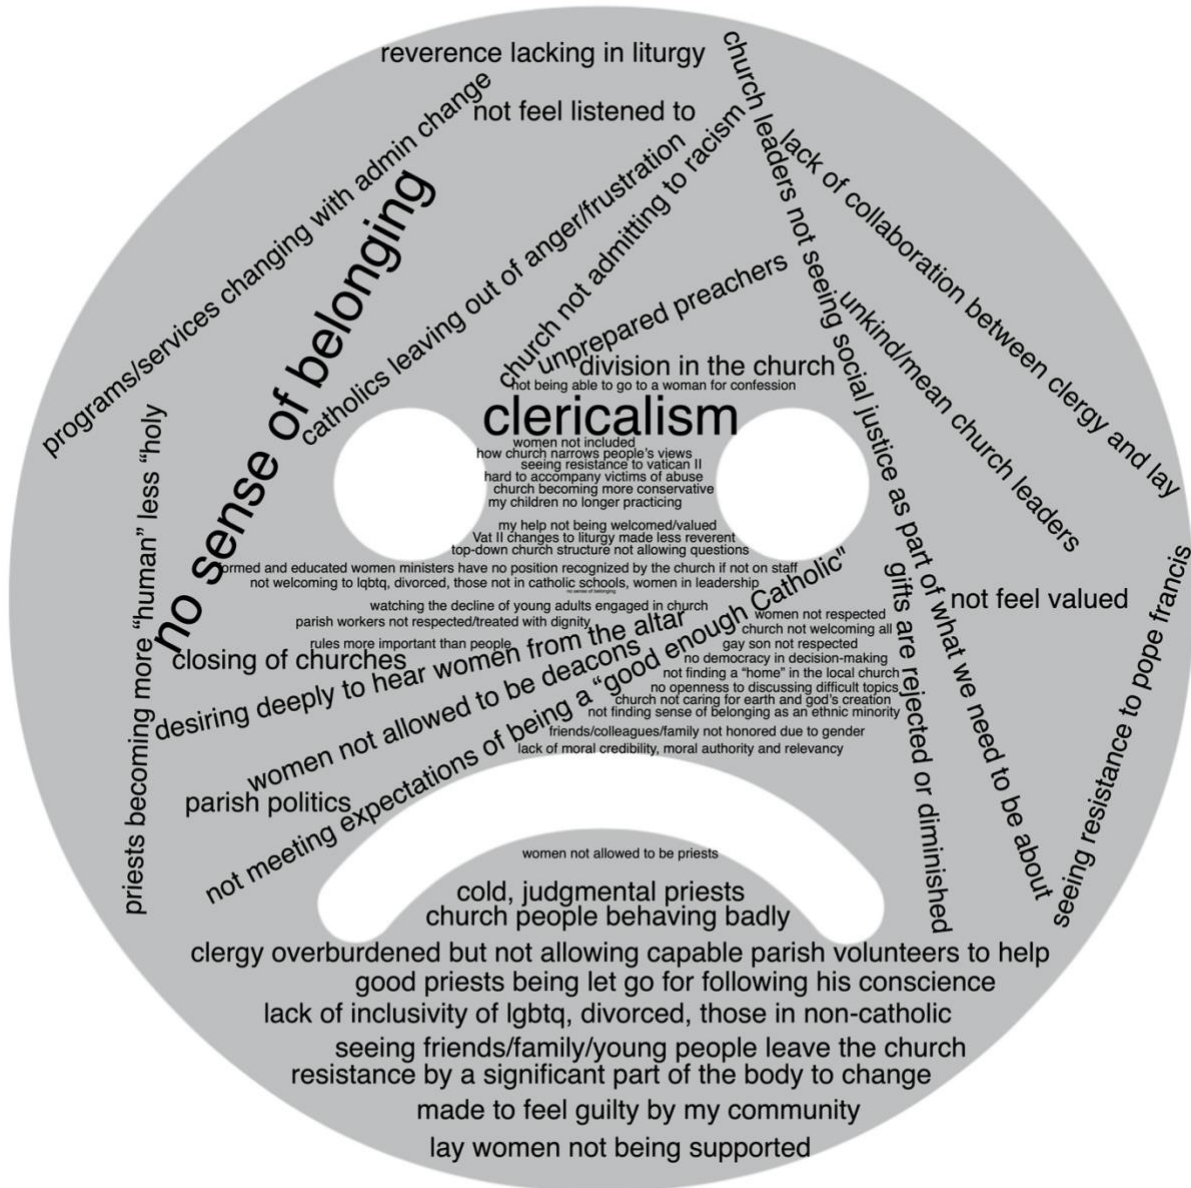 reverence lacking in liturgy
church leaders not seeing social justice as part of what we need to be about
programs/services changing with admin change
not feel listened to
church not admitting to racism
lack of collaboration between clergy and lay
catholics leaving out of anger/frustration
no sense of belonging
unprepared preachers
unkind/mean church leaders
division in the church
not being able to go to a woman for confession
clericalism
priests becoming more “human” less “holy
women not included
how church narrows people's views
seeing resistance to vatican II
hard to accompany victims of abuse
church becoming more conservative
my children no longer practicing
my help not being welcomed/valued
Vat II changes to liturgy made less reverent
top-down church structure not allowing questions
formed and educated women ministers have no position recognized by the church if not on staff
not welcoming to lqbtq, divorced, those not in catholic schools, women in leadership
no sense of belonging
gifts are rejected or diminished
not feel valued
seeing resistance to pope francis
watching the decline of young adults engaged in church
parish workers not respected/treated with dignity
women not respected
church not welcoming all
rules more important than people
gay son not respected
closing of churches
desiring deeply to hear women from the altar
no democracy in decision-making
not finding a “home” in the local church
no openness to discussing difficult topics
church not caring for earth and god's creation
not finding sense of belonging as an ethnic minority
women not allowed to be deacons
friends/colleagues/family not honored due to gender
lack of moral credibility, moral authority and relevancy
parish politics
not meeting expectations of being a “good enough Catholic”
women not allowed to be priests
cold, judgmental priests
church people behaving badly
clergy overburdened but not allowing capable parish volunteers to help
good priests being let go for following his conscience
lack of inclusivity of lgbtq, divorced, those in non-catholic
seeing friends/family/young people leave the church
resistance by a significant part of the body to change
made to feel guilty by my community
lay women not being supported